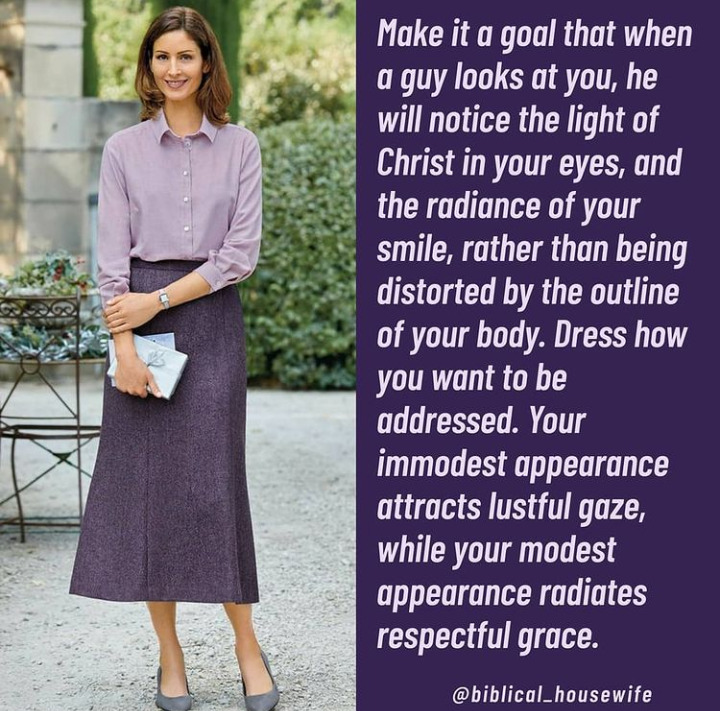 Make it a goal that when
a guy looks at you, he
will notice the light of
Christ in your eyes, and
the radiance of your
smile, rather than being
distorted by the outline
of your body. Dress how
you want to be
addressed. Your
immodest appearance
attracts lustful gaze,
while your modest
appearance radiates
respectful grace.
@biblical_housewife